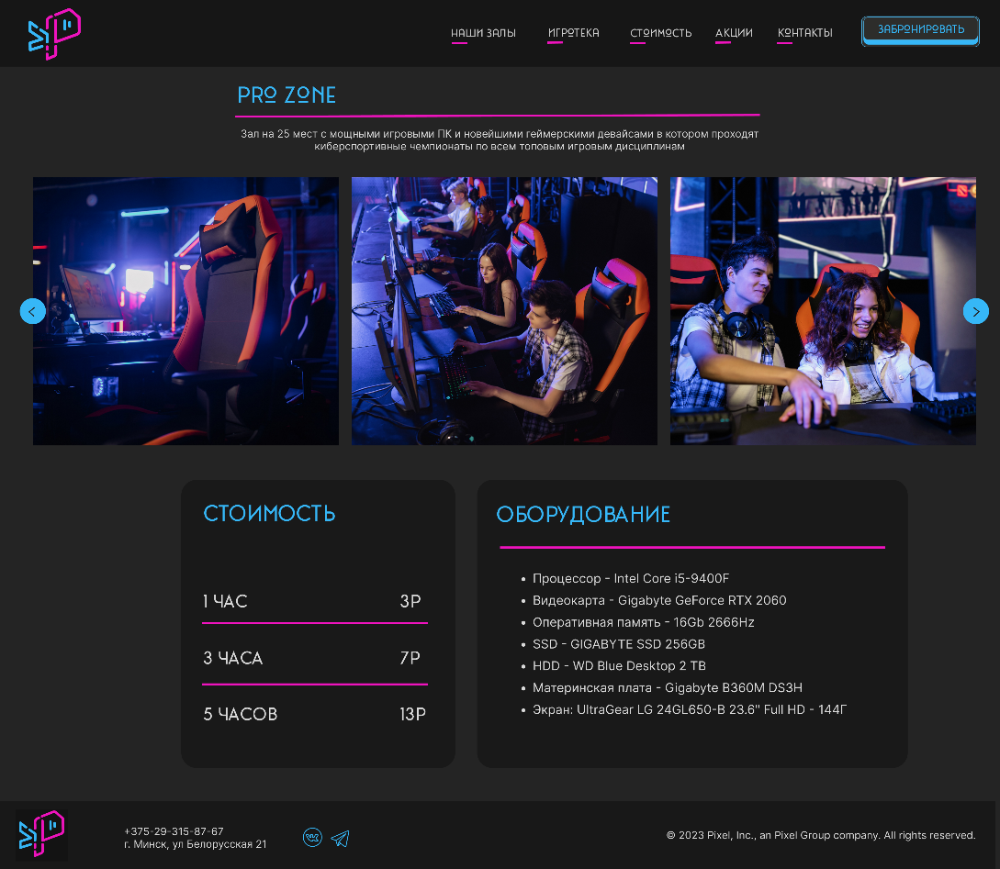 НАШИ ЗАЛЫ
ИГРОТЕКА
СТОИМОСТЬ
АКЦИИ
КОНТАКТЫ
ЗАБРОНИРОВАТЬ
PRO ZONE
Зал на 25 мест с мощными игровыми ПК и новейшими геймерскими девайсами в котором проходят
киберспортивные чемпионаты по всем топовым игровым дисциплинам
СТОИМОСТЬ
1 ЧАС 3Р
3 ЧАСА 7Р
5 ЧАСОВ 13Р
ОБОРУДОВАНИЕ
• Процессор - Intel Core i5-9400F
• Видеокарта - Gigabyte GeForce RTX 2060
• Оперативная память - 16Gb 2666Hz
• SSD - GIGABYTE SSD 256GB
• HDD - WD Blue Desktop 2 TB
• Материнская плата - Gigabyte B360M DS3H
• Экран: UltraGear LG 24GL650-B 23.6" Full HD - 144Г
+375-29-315-87-67
г. Минск, ул Белорусская 21
© 2023 Pixel, Inc., an Pixel Group company. All rights reserved.